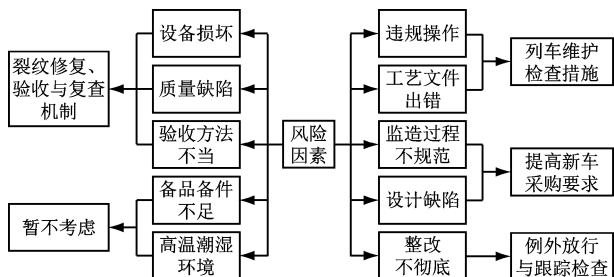 裂纹修复、
验收与复查
机制
暂不考虑
设备损坏
质量缺陷
验收方法
不当
备品备件
不足
高温潮湿
环境
风险
因素
违规操作
工艺文件
出错
监造过程
不规范
设计缺陷
整改
不彻底
列车维护
检查措施
提高新车
采购要求
例外放行
与跟踪检查